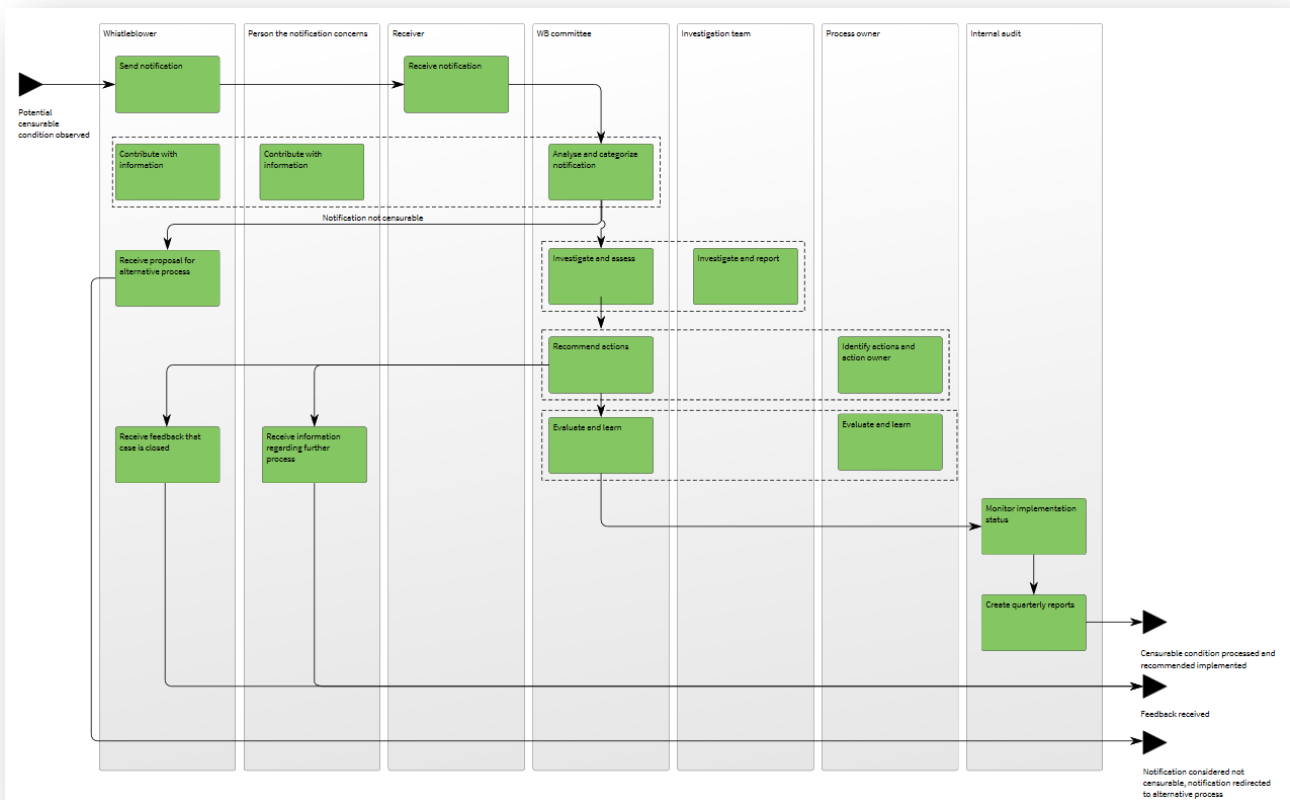 Whistleblower
Person the notification concerns
Receiver
WB committee
Investigation team
Process owner
Internal audit
Send notification
Receive notification
Potential
censurable
condition observed
Contribute with
information
Contribute with
information
Analyse and categorize
notification
Notification not censurable
Receive proposal for
alternative process
Investigate and assess
Investigate and report
Recommend actions
Identify actions and
action owner
Receive feedback that
case is closed
Receive information
regarding further
process
Evaluate and learn
Evaluate and learn
Monitor implementation
status
Create quarterly reports
Censurable condition processed and
recommended implemented
Feedback received
Notification considered not
censurable, notification redirected
to alternative process